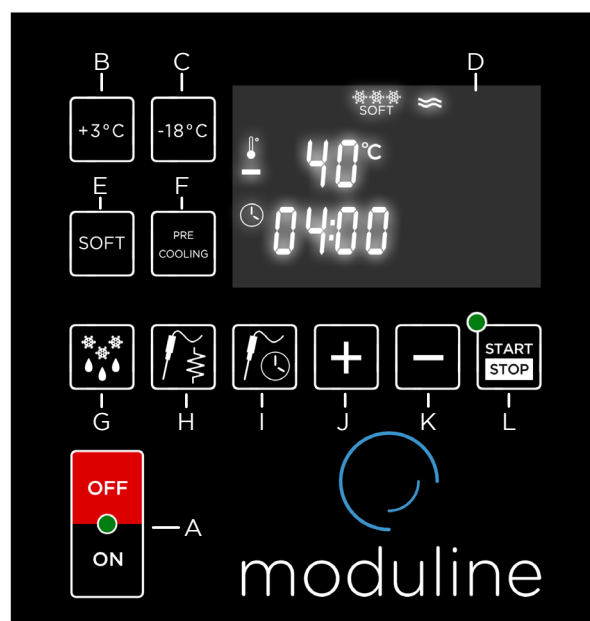 B
C
D
+3°C
-18°C
SOFT
40°C
04:00
E
F
SOFT
PRE
COOLING
START
STOP
G
H
I
J
K
L
OFF
A
ON
moduline